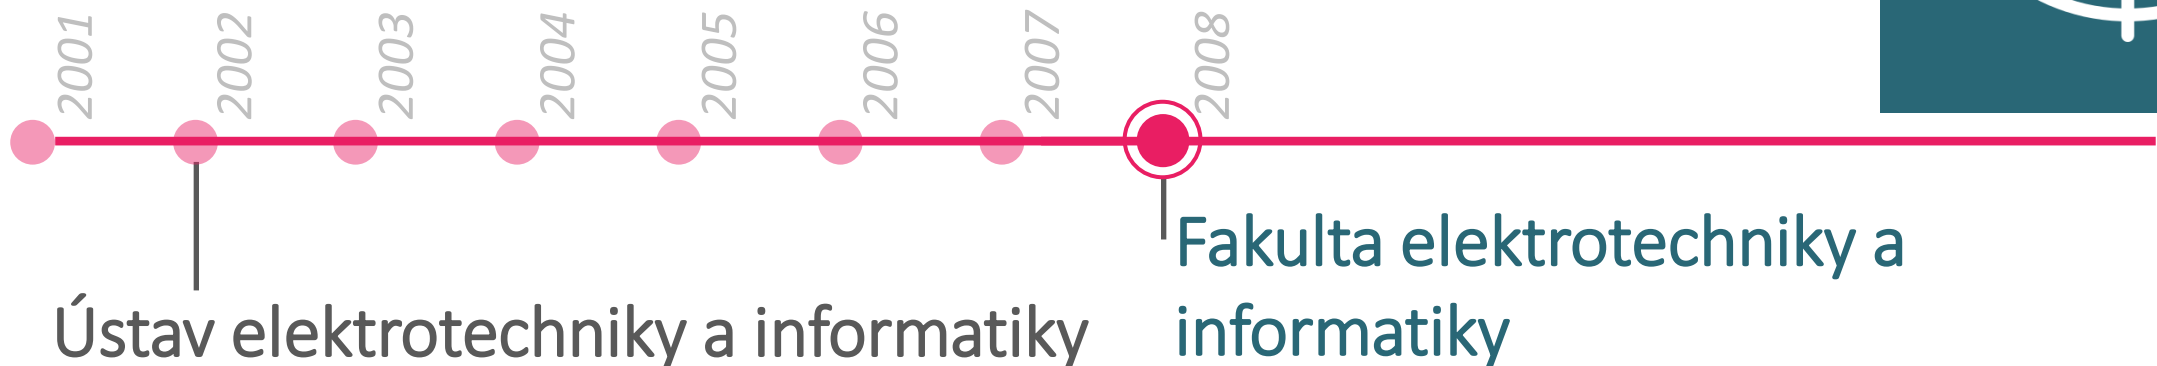 2001
2002
2003
2004
2005
2006
2007
2008
Ústav elektrotechniky a informatiky
Fakulta elektrotechniky a
informatiky